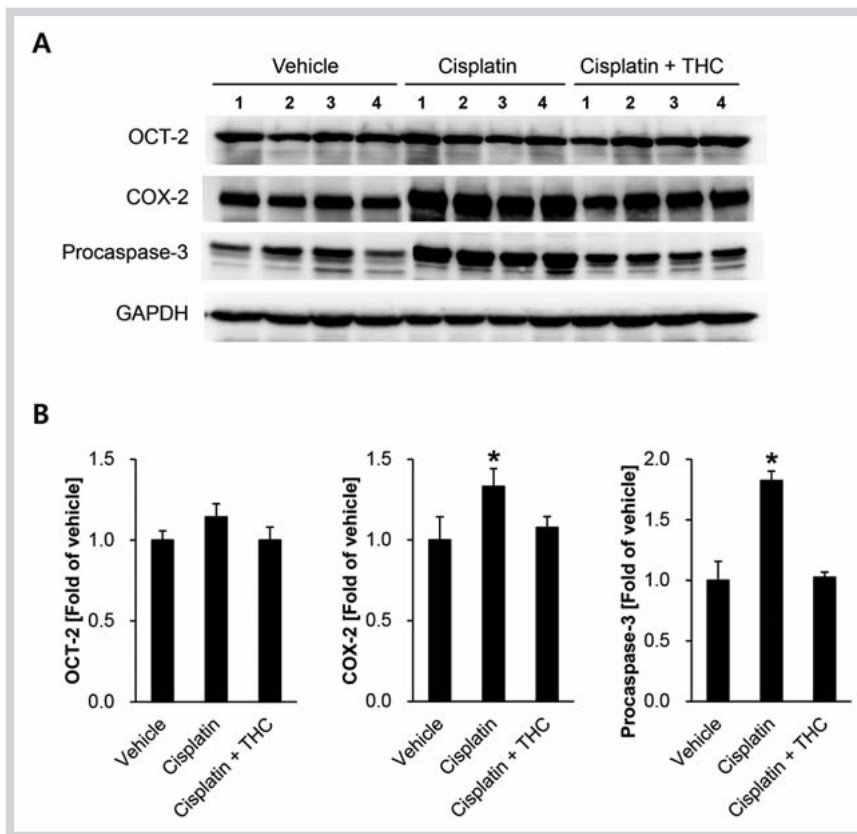 A
Vehicle Cisplatin Cisplatin + THC
1 2 3 4 1 2 3 4 1 2 3 4
OCT-2
COX-2
Procaspase-3
GAPDH
B
OCT-2 [Fold of vehicle]
1.5
1.0
0.5
0.0
Vehicle
Cisplatin
Cisplatin + THC
COX-2 [Fold of vehicle]
1.5
1.0
0.5
0.0
*
Vehicle
Cisplatin
Cisplatin + THC
Procaspase-3 [Fold of vehicle]
2.0
1.5
1.0
0.5
0.0
*
Vehicle
Cisplatin
Cisplatin + THC